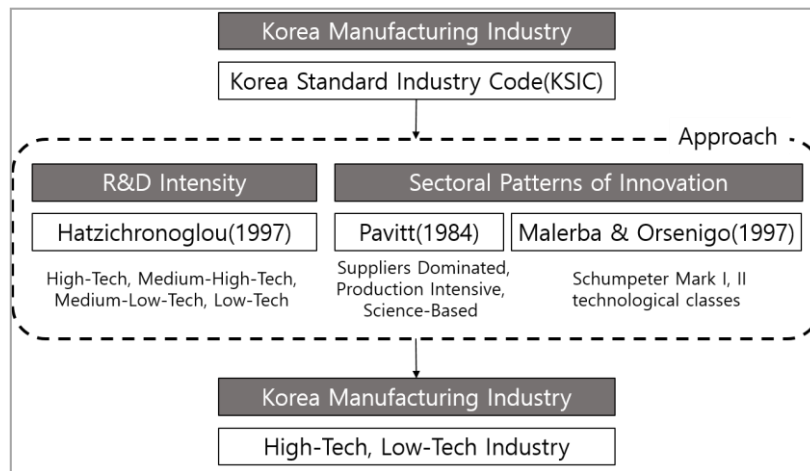 Korea Manufacturing Industry
Korea Standard Industry Code(KSIC)
Approach
R&D Intensity
Sectoral Patterns of Innovation
Hatzichronoglou(1997)
Pavitt(1984)
Malerba & Orsenigo(1997)
High-Tech, Medium-High-Tech,
Medium-Low-Tech, Low-Tech
Suppliers Dominated,
Production Intensive,
Science-Based
Schumpeter Mark I, II
technological classes
Korea Manufacturing Industry
High-Tech, Low-Tech Industry